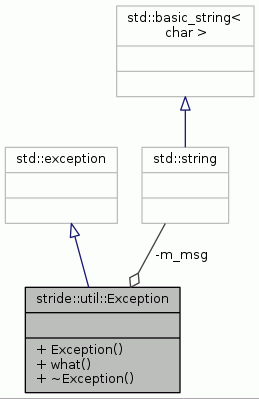 std::basic_string<
char >
std::exception
std::string
-m_msg
stride::util::Exception
+ Exception()
+ what()
+ ~Exception()